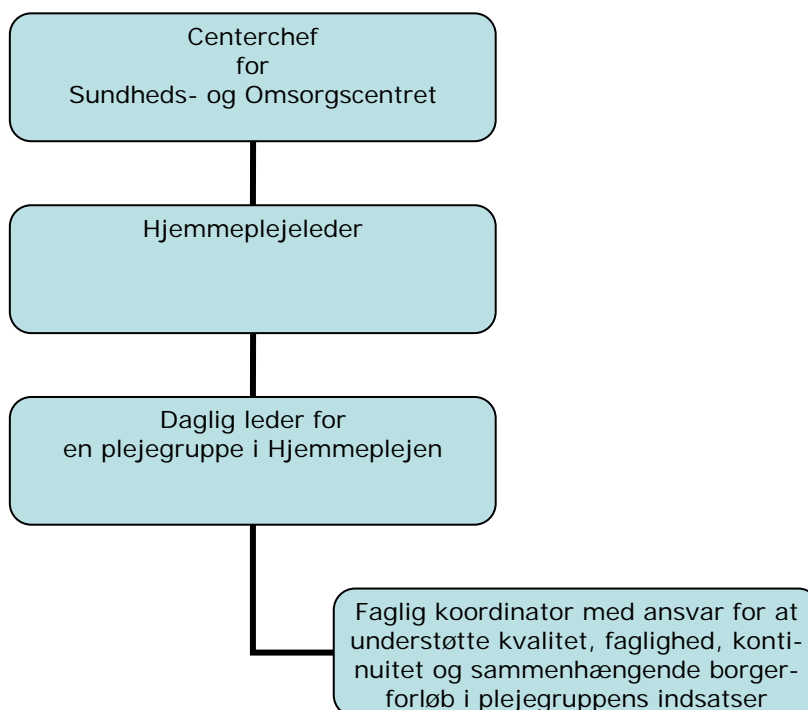 Centerchef
for
Sundheds- og Omsorgscentret
Hjemmeplejeleder
Daglig leder for
en plejegruppe i Hjemmeplejen
Faglig koordinator med ansvar for at
understøtte kvalitet, faglighed, konti-
nuitet og sammenhængende borger-
forløb i plejegruppens indsatser